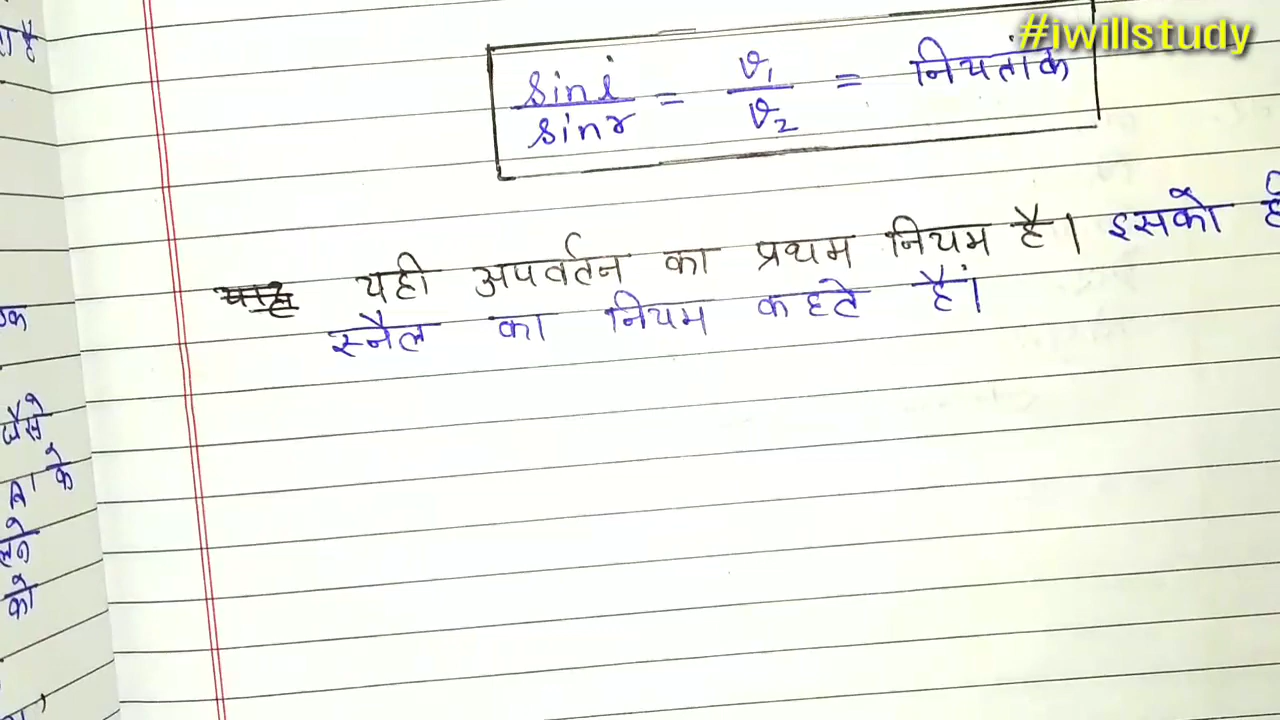 #iwillstudy
sin i / sin r = v₁ / v₂ = नियतांक
यही अपवर्तन का प्रथम नियम है। इसको
स्नैल का नियम कहते हैं।
जैसे
A' के
को